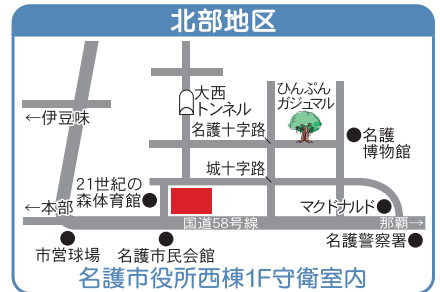 北部地区
大西
トンネル
ひんぷん
ガジュマル
←伊豆味
名護十字路
名護
博物館
城十字路
21世紀の
森体育館
←本部
マクドナルド
国道58号線
那覇→
市営球場
名護市民会館
名護警察署
名護市役所西棟1F守衛室内